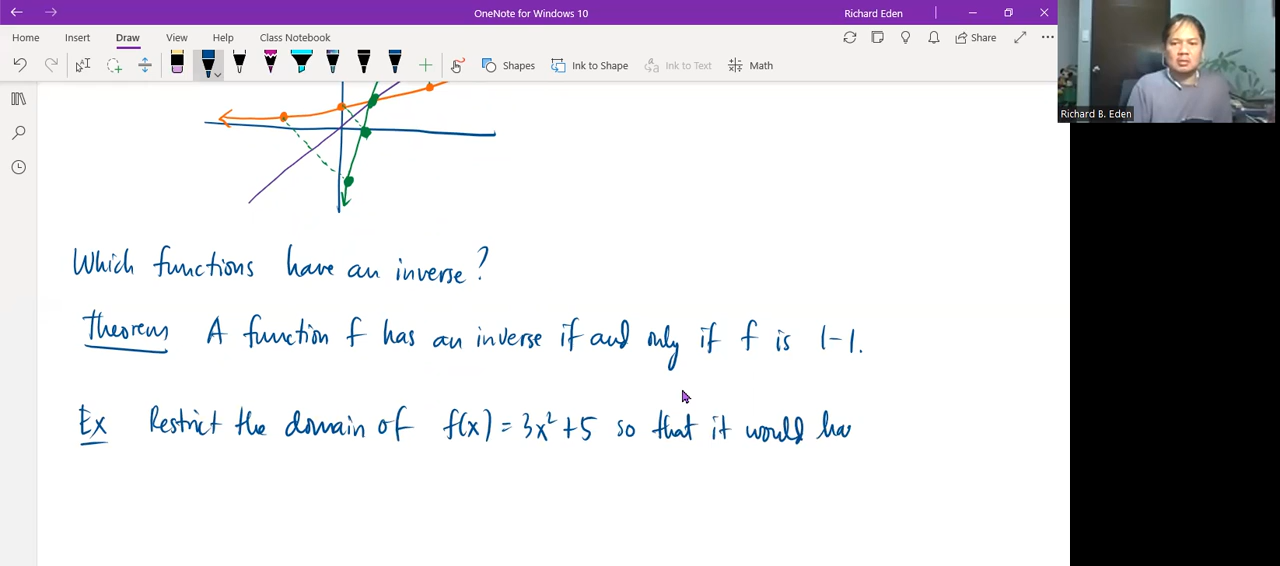 OneNote for Windows 10
Richard Eden
Home Insert Draw View Help Class Notebook
Share
Shapes Ink to Shape Ink to Text Math
Richard B. Eden
Which functions have an inverse?
Theorem A function f has an inverse if and only if f is 1-1.
Ex Restrict the domain of f(x) = 3x² + 5 so that it would ha